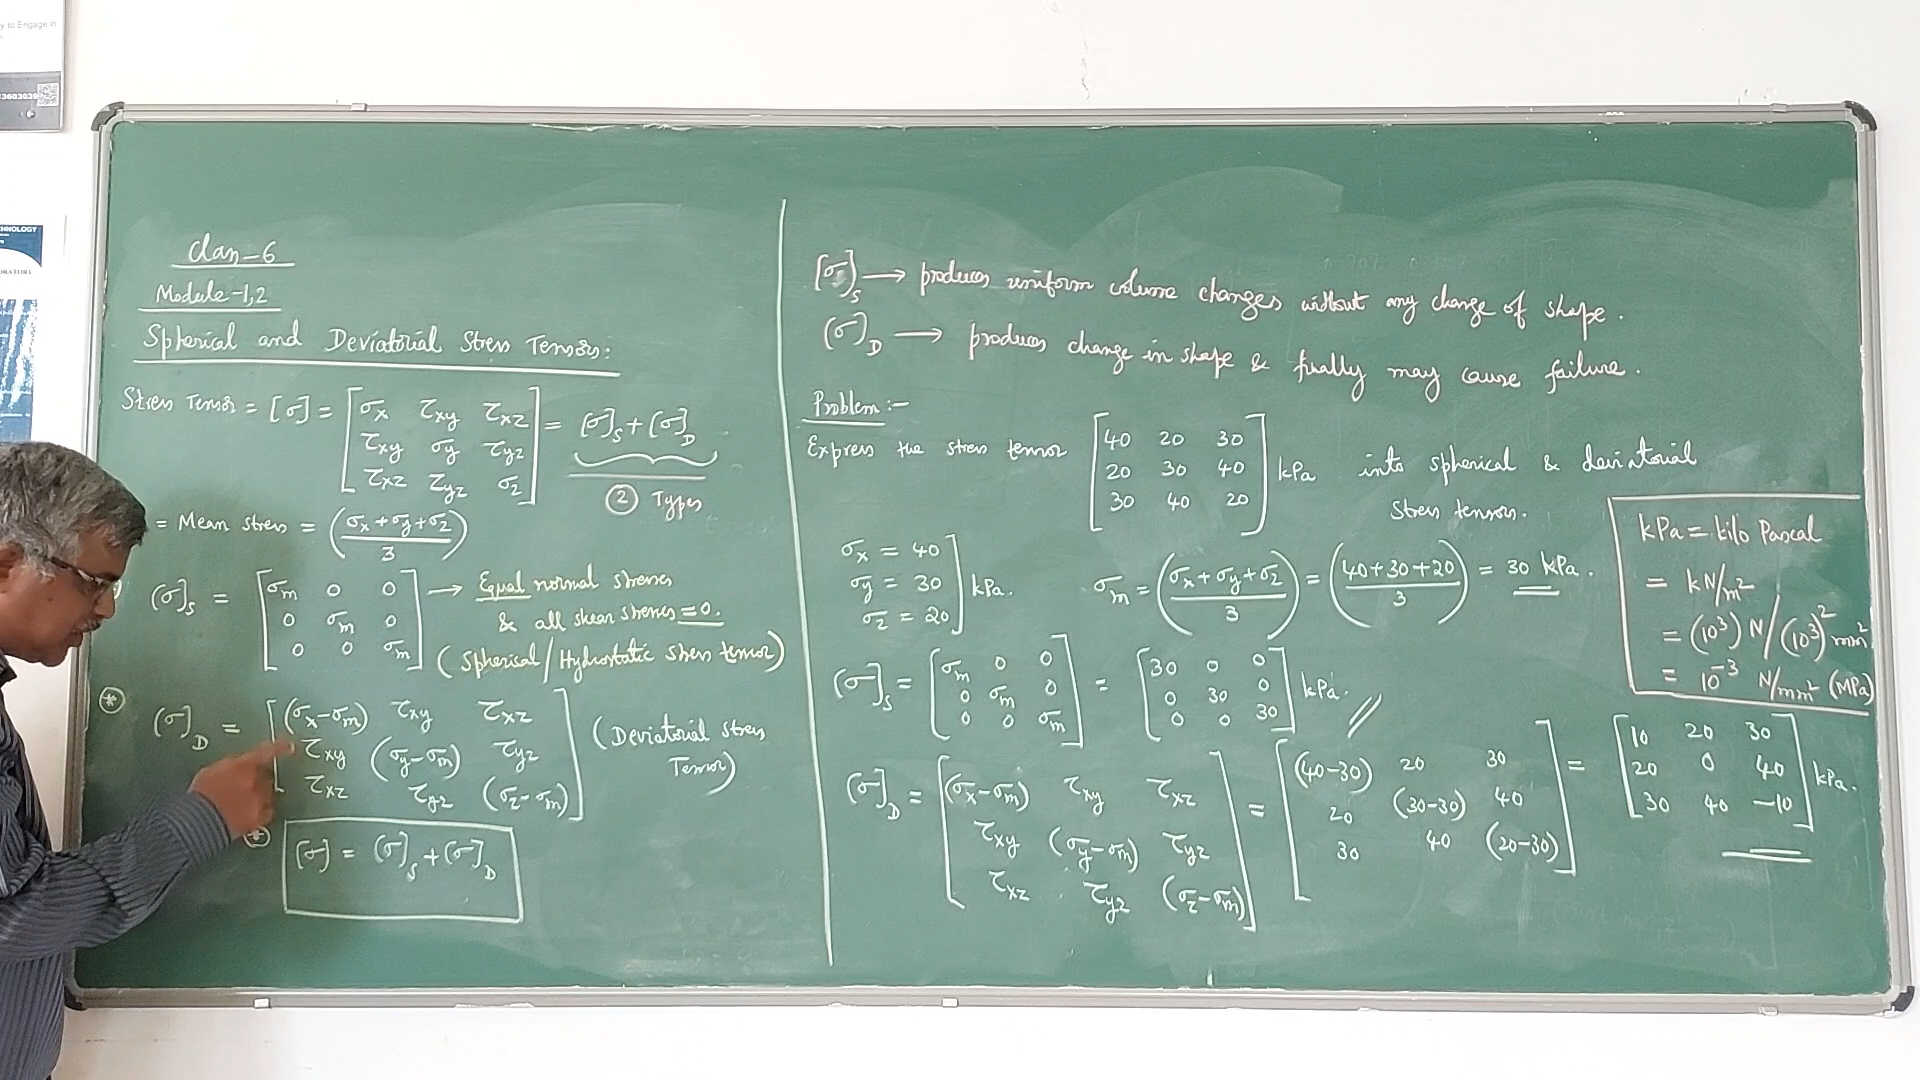 y to Engage in
3603039
HNOLOGY
ORATORY
Class-6
Module-1,2
Spherical and Deviatorial Stress Tensors:
Stress Tensor = [σ] = [σx τxy τxz
τxy σy τyz
τxz τyz σz] = [σ]S + [σ]D
② Types
= Mean stress = (σx+σy+σz)/3
[σ]S = [σm 0 0
0 σm 0
0 0 σm] → Equal normal stresses
& all shear stresses = 0.
(Spherical/Hydrostatic stress tensor)
* [σ]D = [(σx-σm) τxy τxz
τxy (σy-σm) τyz
τxz τyz (σz-σm)] (Deviatorial stress
Tensor)
* [σ] = [σ]S + [σ]D
[σ]S → produces uniform volume changes without any change of shape.
[σ]D → produces change in shape & finally may cause failure.
Problem:-
Express the stress tensor [40 20 30
20 30 40
30 40 20] kPa into spherical & deviatorial
stress tensors.
σx = 40
σy = 30
σz = 20] kPa.
σm = (σx+σy+σz)/3 = (40+30+20)/3 = 30 kPa.
kPa = kilo Pascal
= kN/m²
= (10³) N/(10³)² mm²
= 10⁻³ N/mm² (MPa)
[σ]S = [σm 0 0
0 σm 0
0 0 σm] = [30 0 0
0 30 0
0 0 30] kPa.
[σ]D = [(σx-σm) τxy τxz
τxy (σy-σm) τyz
τxz τyz (σz-σm)] = [(40-30) 20 30
20 (30-30) 40
30 40 (20-30)] = [10 20 30
20 0 40
30 40 -10] kPa.